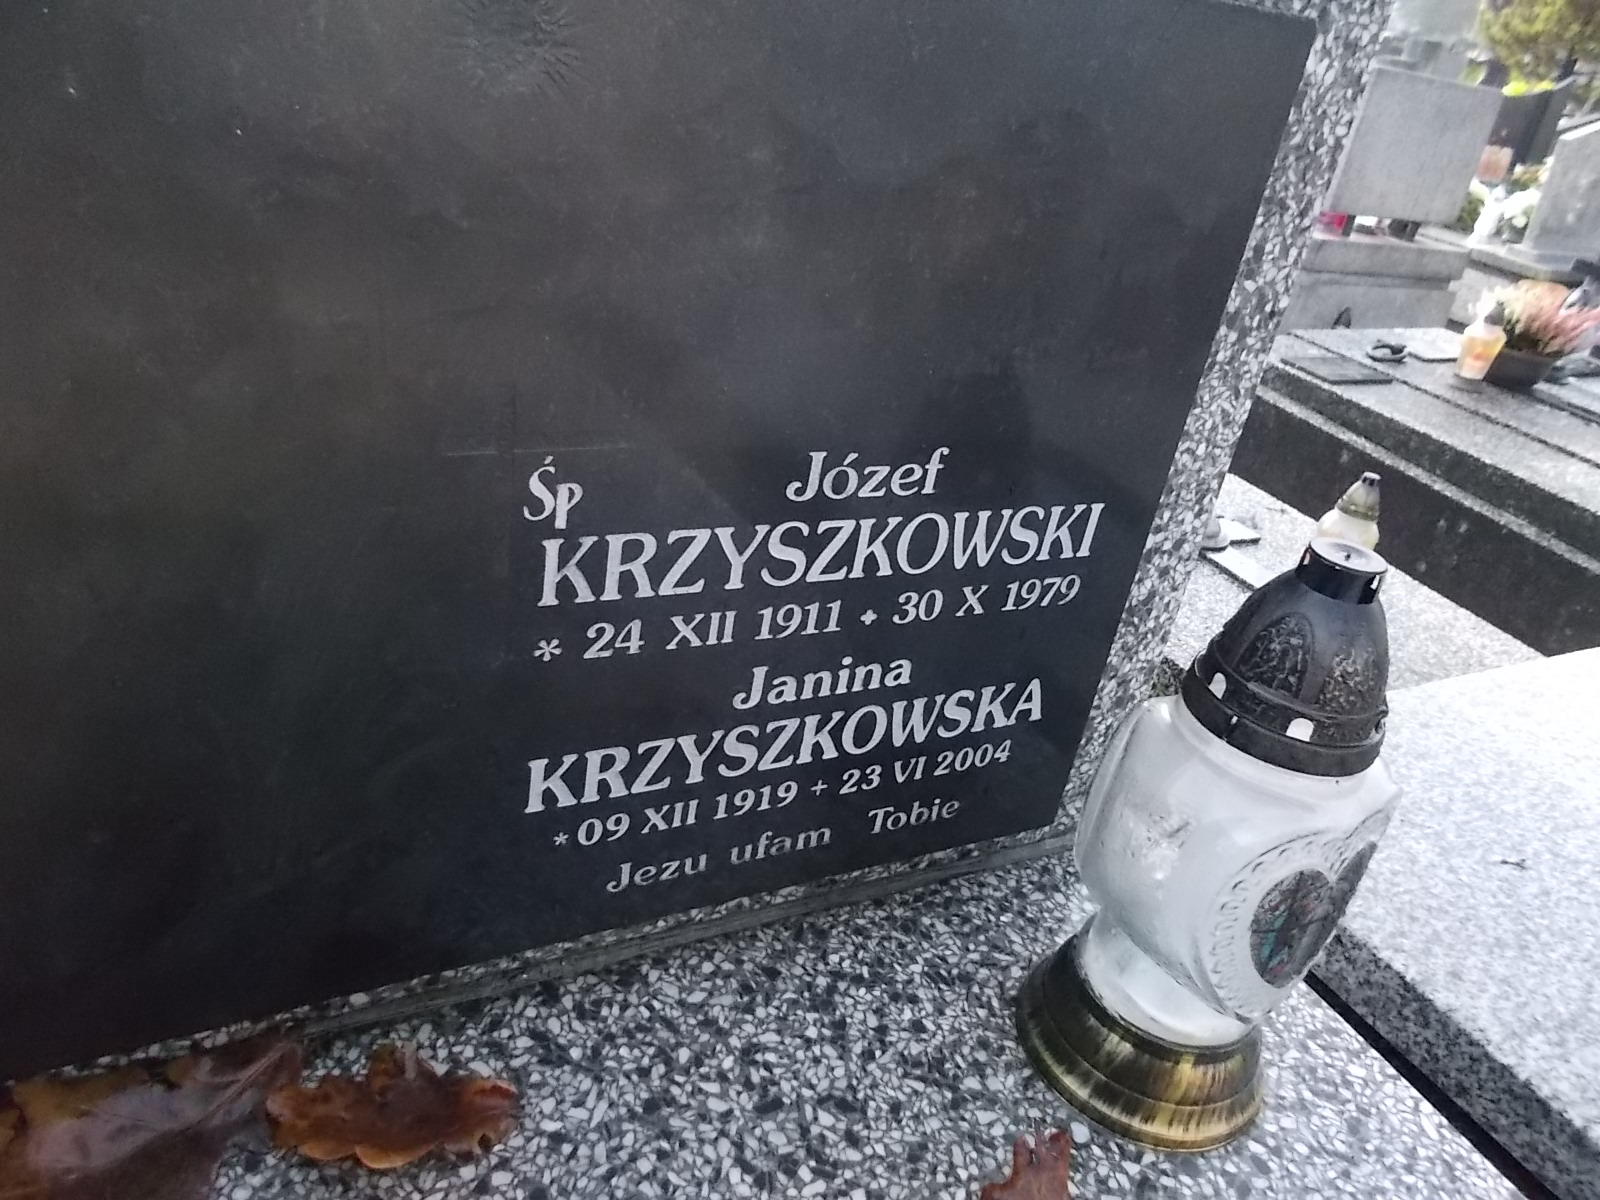 Śp Józef
KRZYSZKOWSKI
* 24 XII 1911 + 30 X 1979
Janina
KRZYSZKOWSKA
* 09 XII 1919 + 23 VI 2004
Jezu ufam Tobie